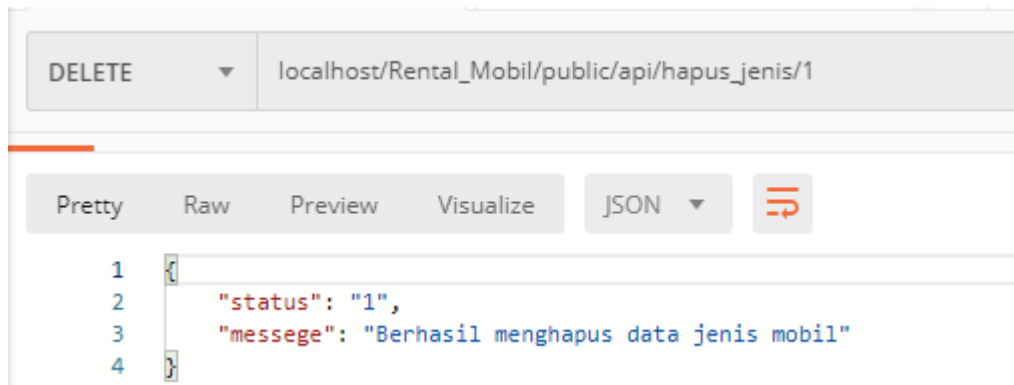 DELETE localhost/Rental_Mobil/public/api/hapus_jenis/1
Pretty Raw Preview Visualize JSON
1 {
2 "status": "1",
3 "messege": "Berhasil menghapus data jenis mobil"
4 }